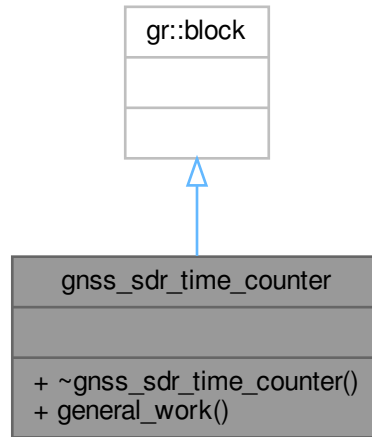 gr::block
gnss_sdr_time_counter
+ ~gnss_sdr_time_counter()
+ general_work()